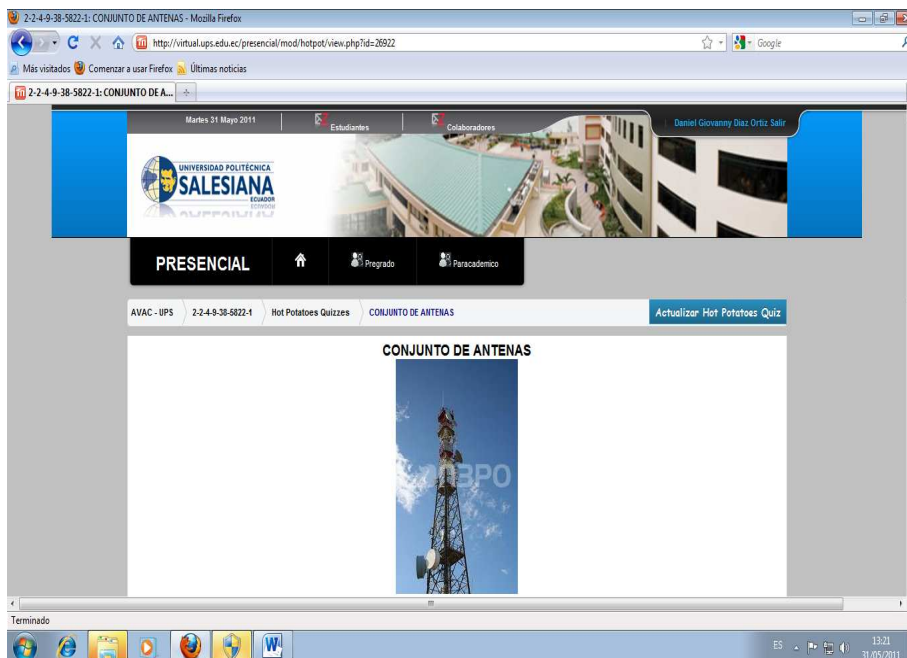 2-2-4-9-38-5822-1: CONJUNTO DE ANTENAS - Mozilla Firefox
http://virtual.ups.edu.ec/presencial/mod/hotpot/view.php?id=26922
Google
Más visitados Comenzar a usar Firefox Últimas noticias
2-2-4-9-38-5822-1: CONJUNTO DE A...
Martes 31 Mayo 2011 Estudiantes Colaboradores Daniel Giovanny Diaz Ortiz Salir
UNIVERSIDAD POLITÉCNICA
SALESIANA
ECUADOR
PRESENCIAL Pregrado Paracademico
AVAC - UPS 2-2-4-9-38-5822-1 Hot Potatoes Quizzes CONJUNTO DE ANTENAS Actualizar Hot Potatoes Quiz
CONJUNTO DE ANTENAS
Terminado
ES 13:21
31/05/2011